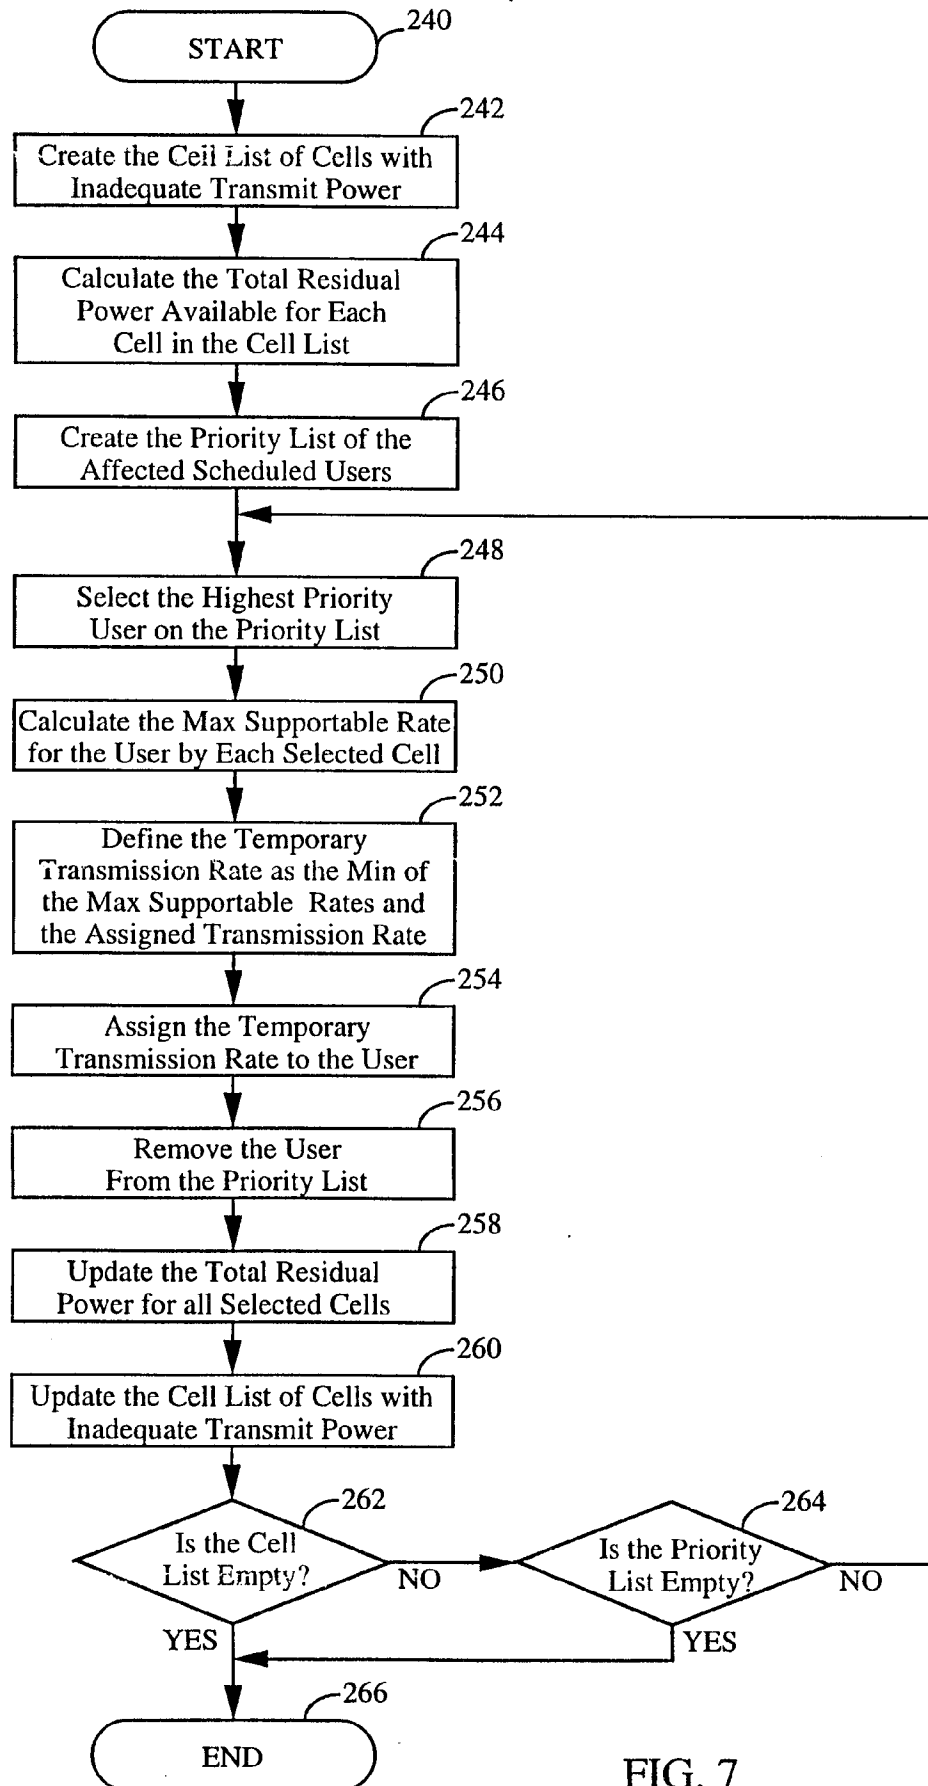 START
240
242
Create the Cell List of Cells with
Inadequate Transmit Power
244
Calculate the Total Residual
Power Available for Each
Cell in the Cell List
246
Create the Priority List of the
Affected Scheduled Users
248
Select the Highest Priority
User on the Priority List
250
Calculate the Max Supportable Rate
for the User by Each Selected Cell
252
Define the Temporary
Transmission Rate as the Min of
the Max Supportable Rates and
the Assigned Transmission Rate
254
Assign the Temporary
Transmission Rate to the User
256
Remove the User
From the Priority List
258
Update the Total Residual
Power for all Selected Cells
260
Update the Cell List of Cells with
Inadequate Transmit Power
262
Is the Cell
List Empty?
NO
YES
264
Is the Priority
List Empty?
NO
YES
266
END
FIG. 7